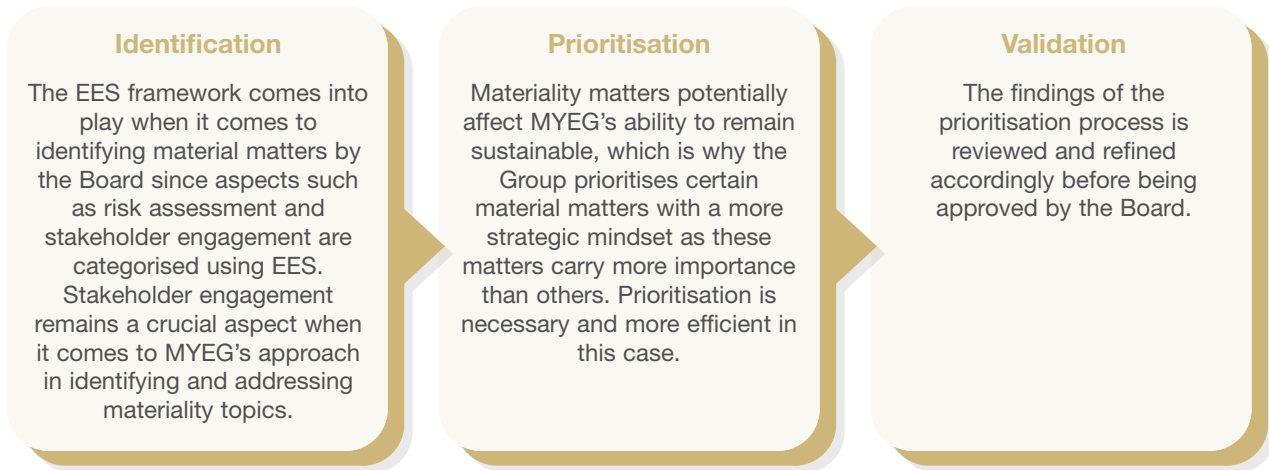 Identification
The EES framework comes into
play when it comes to
identifying material matters by
the Board since aspects such
as risk assessment and
stakeholder engagement are
categorised using EES.
Stakeholder engagement
remains a crucial aspect when
it comes to MYEG’s approach
in identifying and addressing
materiality topics.
Prioritisation
Materiality matters potentially
affect MYEG’s ability to remain
sustainable, which is why the
Group prioritises certain
material matters with a more
strategic mindset as these
matters carry more importance
than others. Prioritisation is
necessary and more efficient in
this case.
Validation
The findings of the
prioritisation process is
reviewed and refined
accordingly before being
approved by the Board.